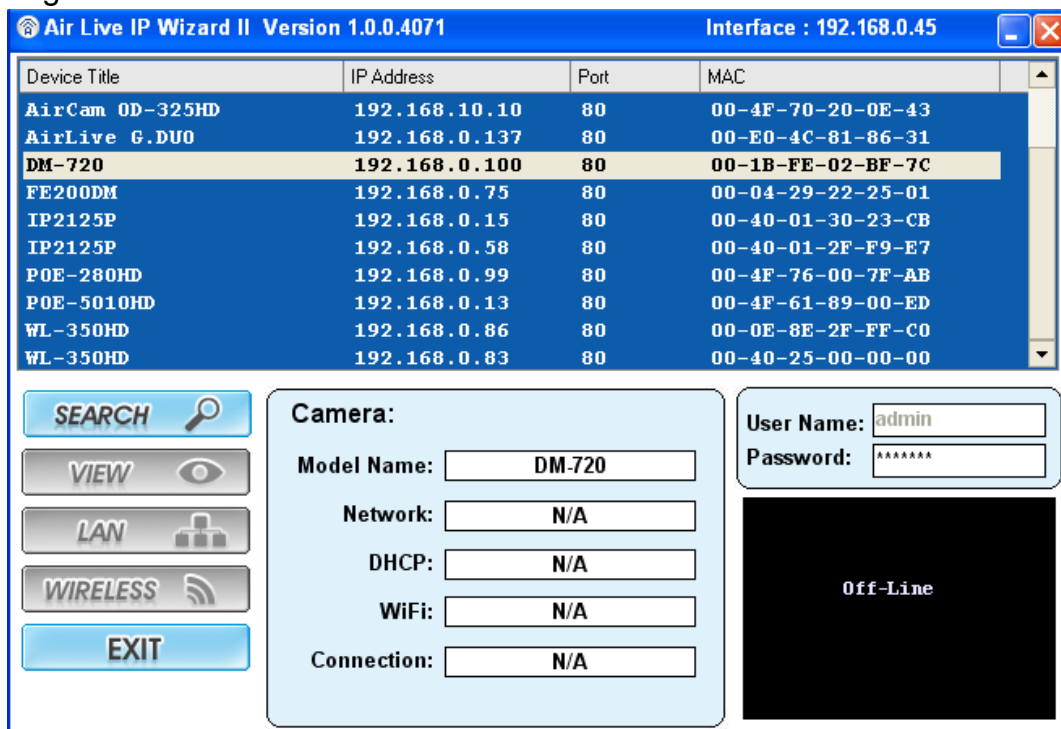 Air Live IP Wizard II Version 1.0.0.4071 Interface : 192.168.0.45
Device Title IP Address Port MAC
AirCam OD-325HD 192.168.10.10 80 00-4F-70-20-0E-43
AirLive G.DUO 192.168.0.137 80 00-E0-4C-81-86-31
DM-720 192.168.0.100 80 00-1B-FE-02-BF-7C
FE200DM 192.168.0.75 80 00-04-29-22-25-01
IP2125P 192.168.0.15 80 00-40-01-30-23-CB
IP2125P 192.168.0.58 80 00-40-01-2F-F9-E7
POE-280HD 192.168.0.99 80 00-4F-76-00-7F-AB
POE-5010HD 192.168.0.13 80 00-4F-61-89-00-ED
WL-350HD 192.168.0.86 80 00-0E-8E-2F-FF-C0
WL-350HD 192.168.0.83 80 00-40-25-00-00-00
SEARCH
VIEW
LAN
WIRELESS
EXIT
Camera:
Model Name: DM-720
Network: N/A
DHCP: N/A
WiFi: N/A
Connection: N/A
User Name: admin
Password: *******
Off-Line